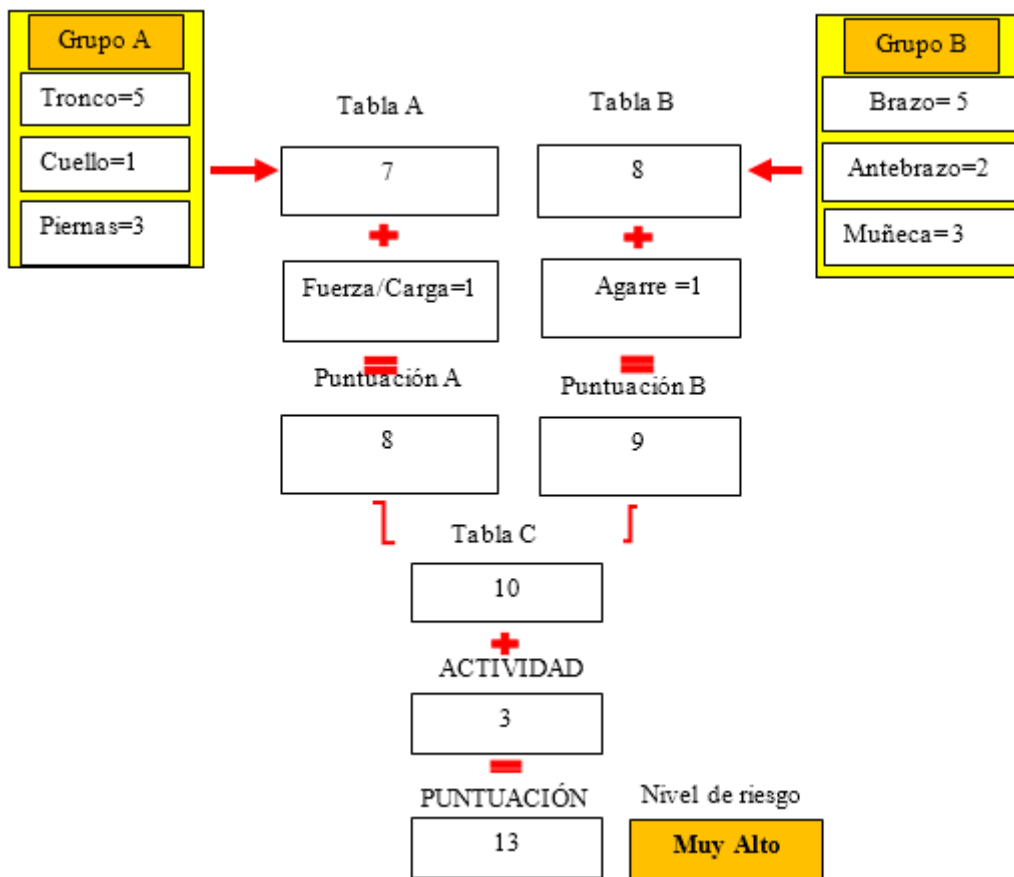 Grupo A
Tronco=5
Cuello=1
Piernas=3
Tabla A
7
Fuerza/Carga=1
Puntuación A
8
Tabla B
8
Agarre =1
Puntuación B
9
Grupo B
Brazo= 5
Antebrazo=2
Muñeca= 3
Tabla C
10
ACTIVIDAD
3
PUNTUACIÓN
13
Nivel de riesgo
Muy Alto